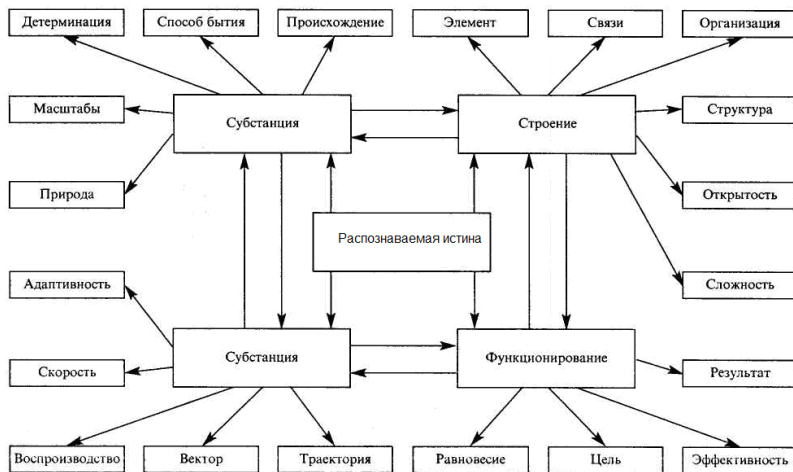 Детерминация
Способ бытия
Происхождение
Элемент
Связи
Организация
Масштабы
Субстанция
Строение
Структура
Природа
Открытость
Распознаваемая истина
Адаптивность
Сложность
Скорость
Субстанция
Функционирование
Результат
Воспроизводство
Вектор
Траектория
Равновесие
Цель
Эффективность